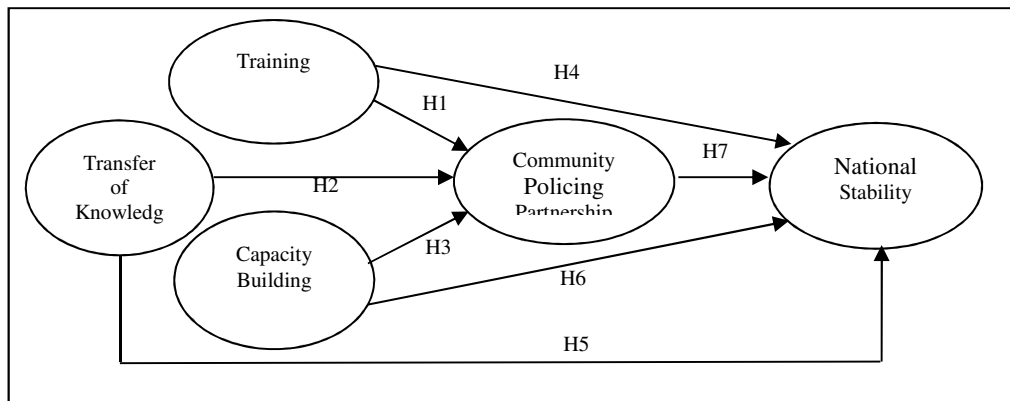 Training
H4
H1
Transfer
of
Knowledg
H2
Community
Policing
Partnership
H7
National
Stability
Capacity
Building
H3
H6
H5